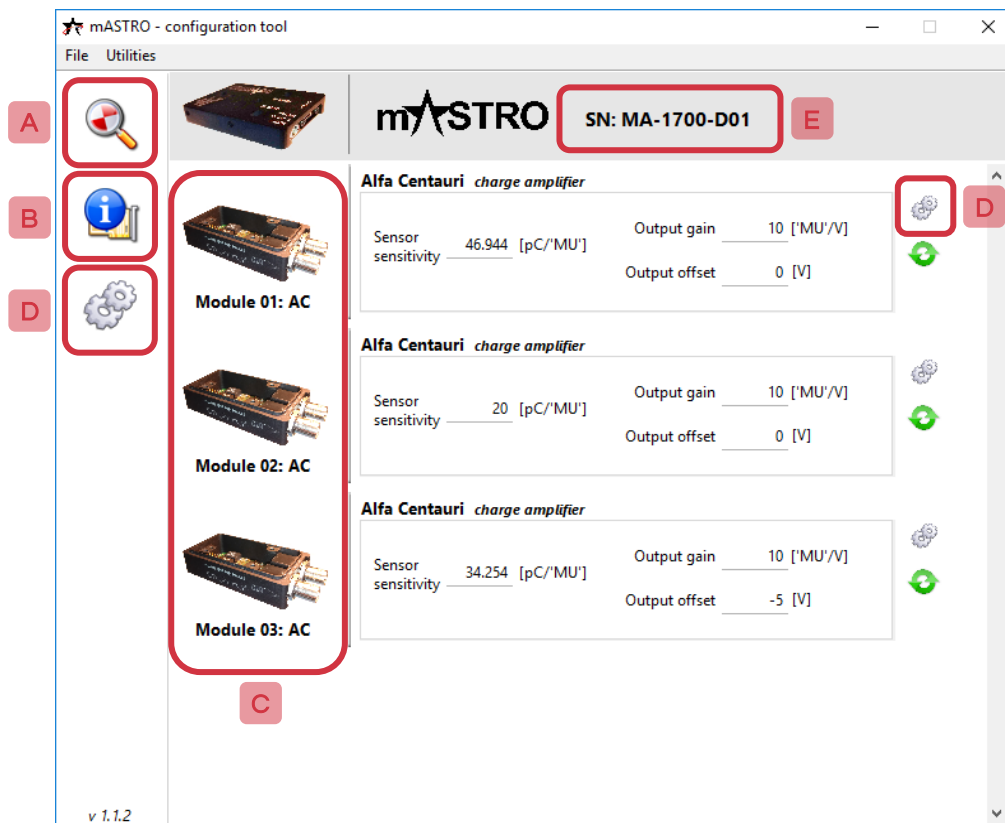 mASTRO - configuration tool
File Utilities
A
B
D
mASTRO
SN: MA-1700-D01
E
Alfa Centauri charge amplifier
Sensor
sensitivity 46.944 [pC/'MU']
Output gain 10 ['MU'/V]
Output offset 0 [V]
D
Module 01: AC
Alfa Centauri charge amplifier
Sensor
sensitivity 20 [pC/'MU']
Output gain 10 ['MU'/V]
Output offset 0 [V]
Module 02: AC
Alfa Centauri charge amplifier
Sensor
sensitivity 34.254 [pC/'MU']
Output gain 10 ['MU'/V]
Output offset -5 [V]
Module 03: AC
C
v 1.1.2